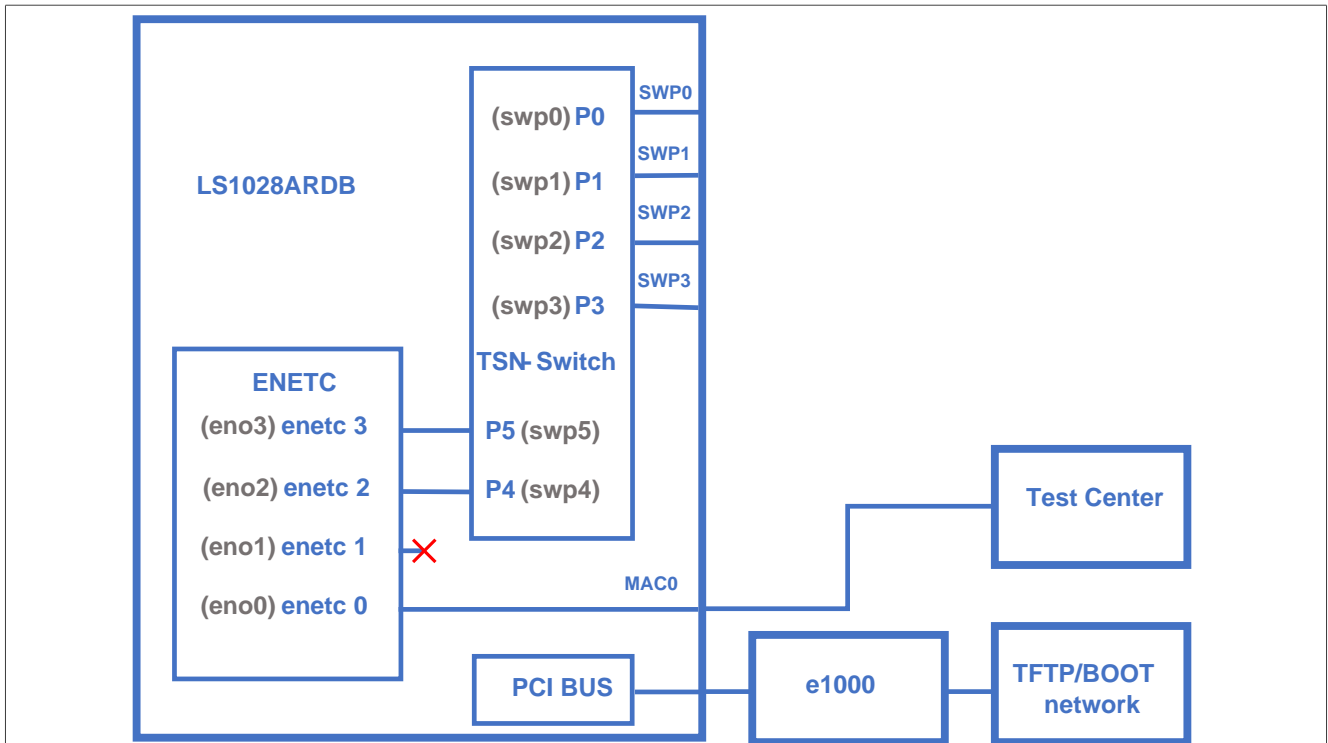 SWP0
(swp0) P0
SWP1
LS1028ARDB
(swp1) P1
SWP2
(swp2) P2
SWP3
(swp3) P3
TSN- Switch
ENETC
(eno3) enetc 3
P5 (swp5)
(eno2) enetc 2
P4 (swp4)
Test Center
(eno1) enetc 1
MAC0
(eno0) enetc 0
PCI BUS
e1000
TFTP/BOOT
network